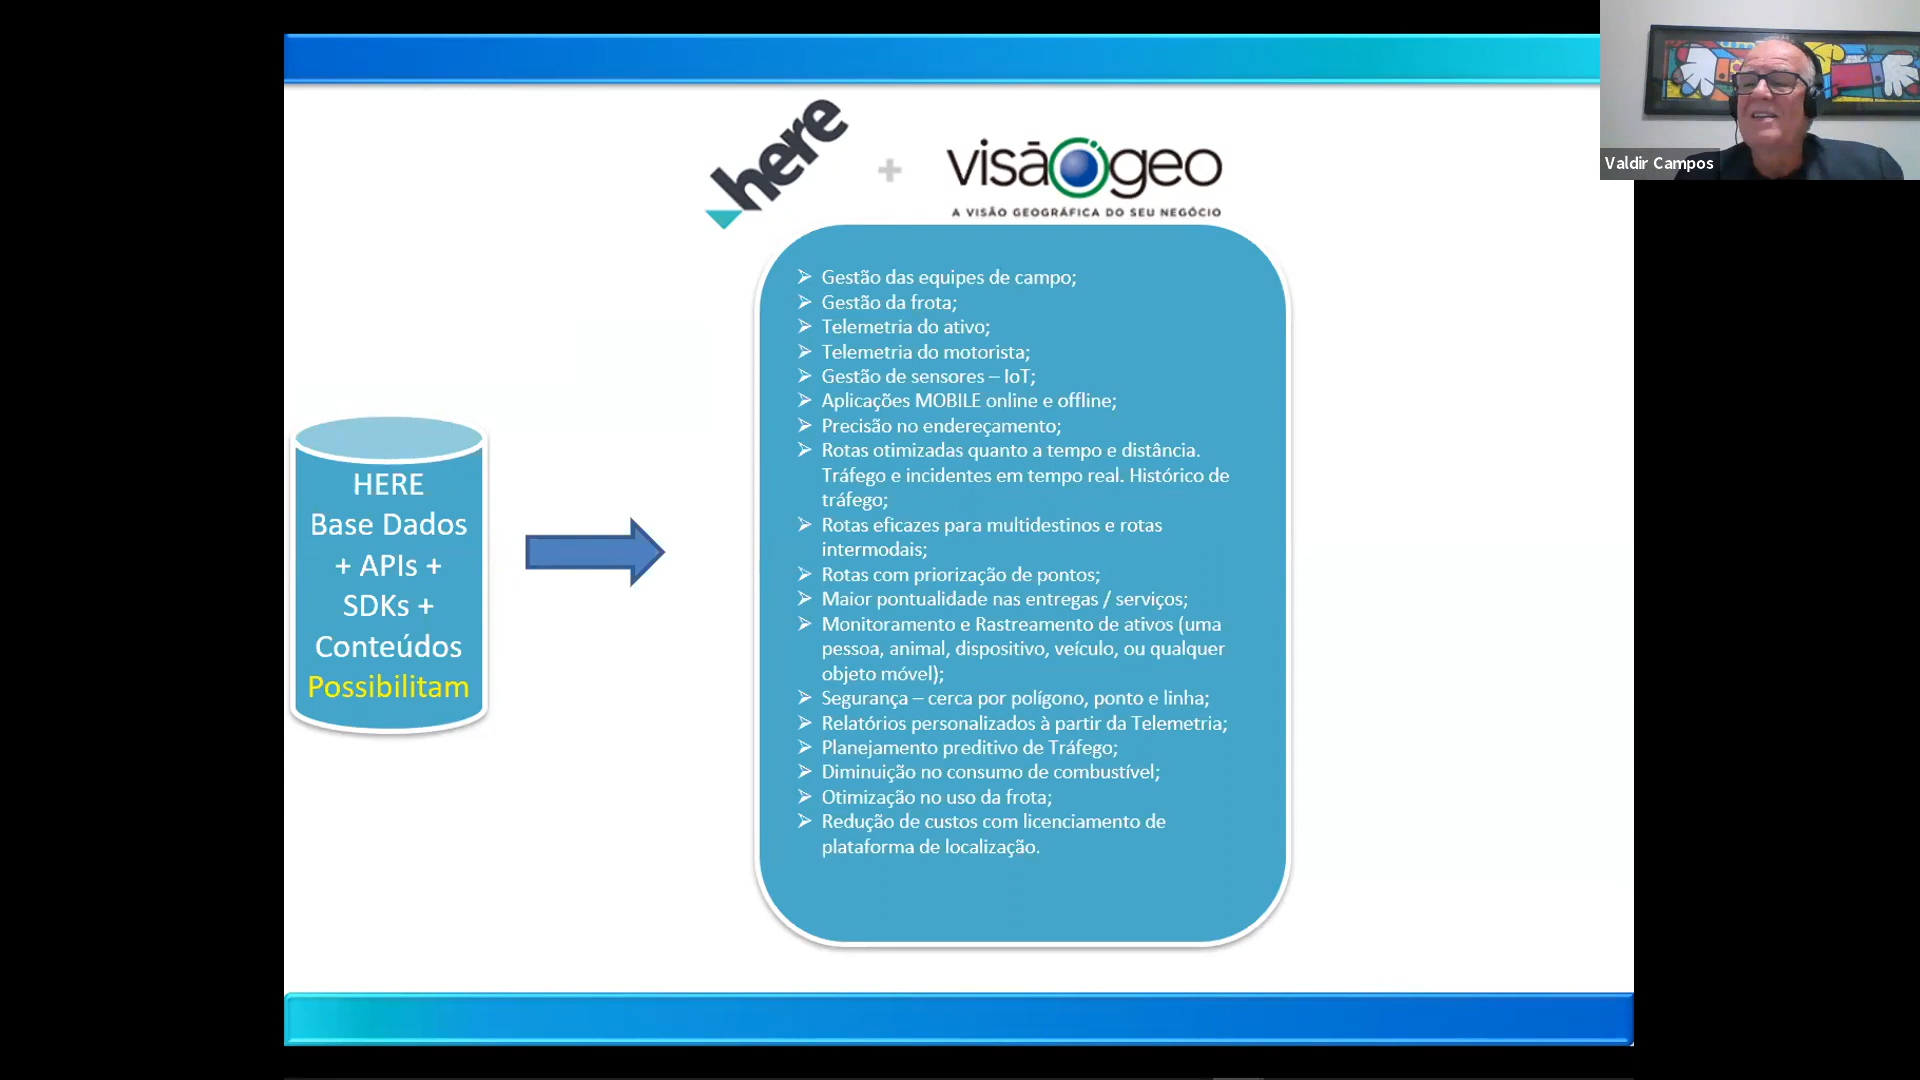 here
+
visãogeo
A VISÃO GEOGRÁFICA DO SEU NEGÓCIO
Valdir Campos
HERE
Base Dados
+ APIs +
SDKs +
Conteúdos
Possibilitam
Gestão das equipes de campo;
Gestão da frota;
Telemetria do ativo;
Telemetria do motorista;
Gestão de sensores – IoT;
Aplicações MOBILE online e offline;
Precisão no endereçamento;
Rotas otimizadas quanto a tempo e distância.
Tráfego e incidentes em tempo real. Histórico de
tráfego;
Rotas eficazes para multidestinos e rotas
intermodais;
Rotas com priorização de pontos;
Maior pontualidade nas entregas / serviços;
Monitoramento e Rastreamento de ativos (uma
pessoa, animal, dispositivo, veículo, ou qualquer
objeto móvel);
Segurança – cerca por polígono, ponto e linha;
Relatórios personalizados à partir da Telemetria;
Planejamento preditivo de Tráfego;
Diminuição no consumo de combustível;
Otimização no uso da frota;
Redução de custos com licenciamento de
plataforma de localização.